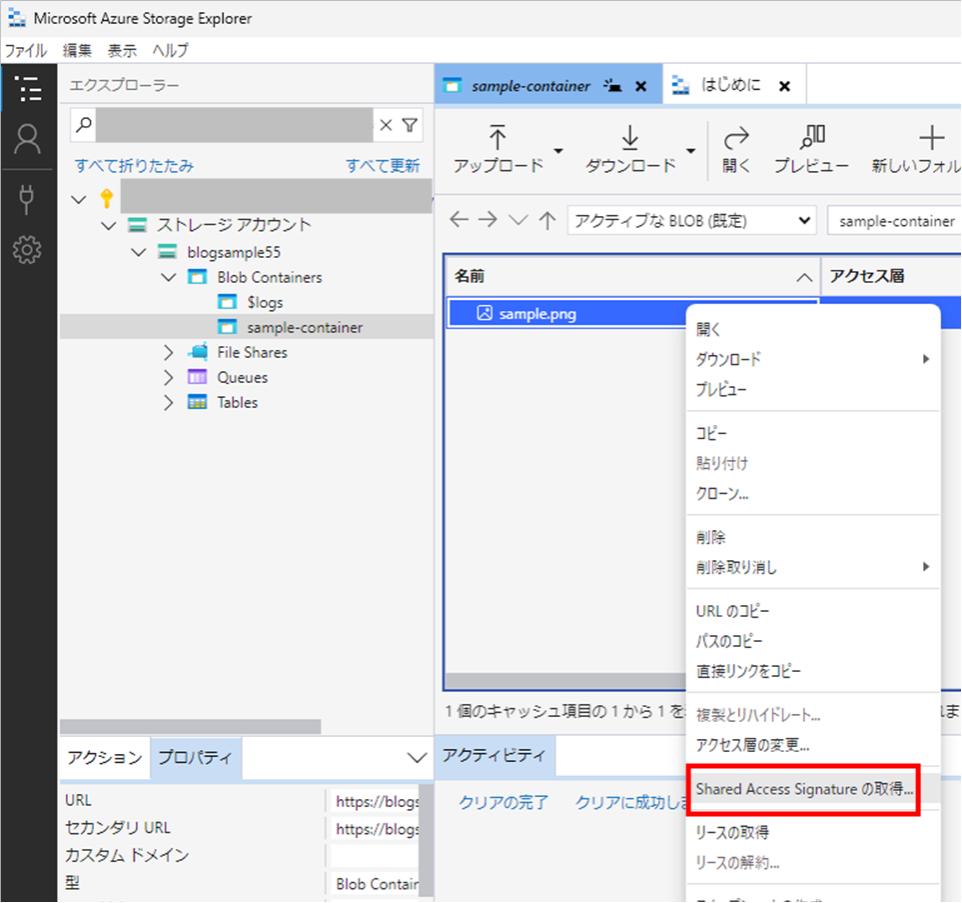 Microsoft Azure Storage Explorer
ファイル 編集 表示 ヘルプ
エクスプローラー
すべて折りたたみ すべて更新
ストレージ アカウント
blogsample55
Blob Containers
$logs
sample-container
File Shares
Queues
Tables
アクション プロパティ
URL https://blogs
セカンダリ URL https://blogs
カスタム ドメイン
型 Blob Contain
sample-container はじめに
アップロード ダウンロード 開く プレビュー 新しいフォル
アクティブな BLOB (既定) sample-container
名前 アクセス層
sample.png
開く
ダウンロード
プレビュー
コピー
貼り付け
クローン...
削除
削除取り消し
URL のコピー
パスのコピー
直接リンクをコピー
複製とリハイドレート...
アクセス層の変更...
Shared Access Signature の取得...
リースの取得
リースの解約...
1 個のキャッシュ項目の 1 から 1 を
アクティビティ
クリアの完了 クリアに成功し